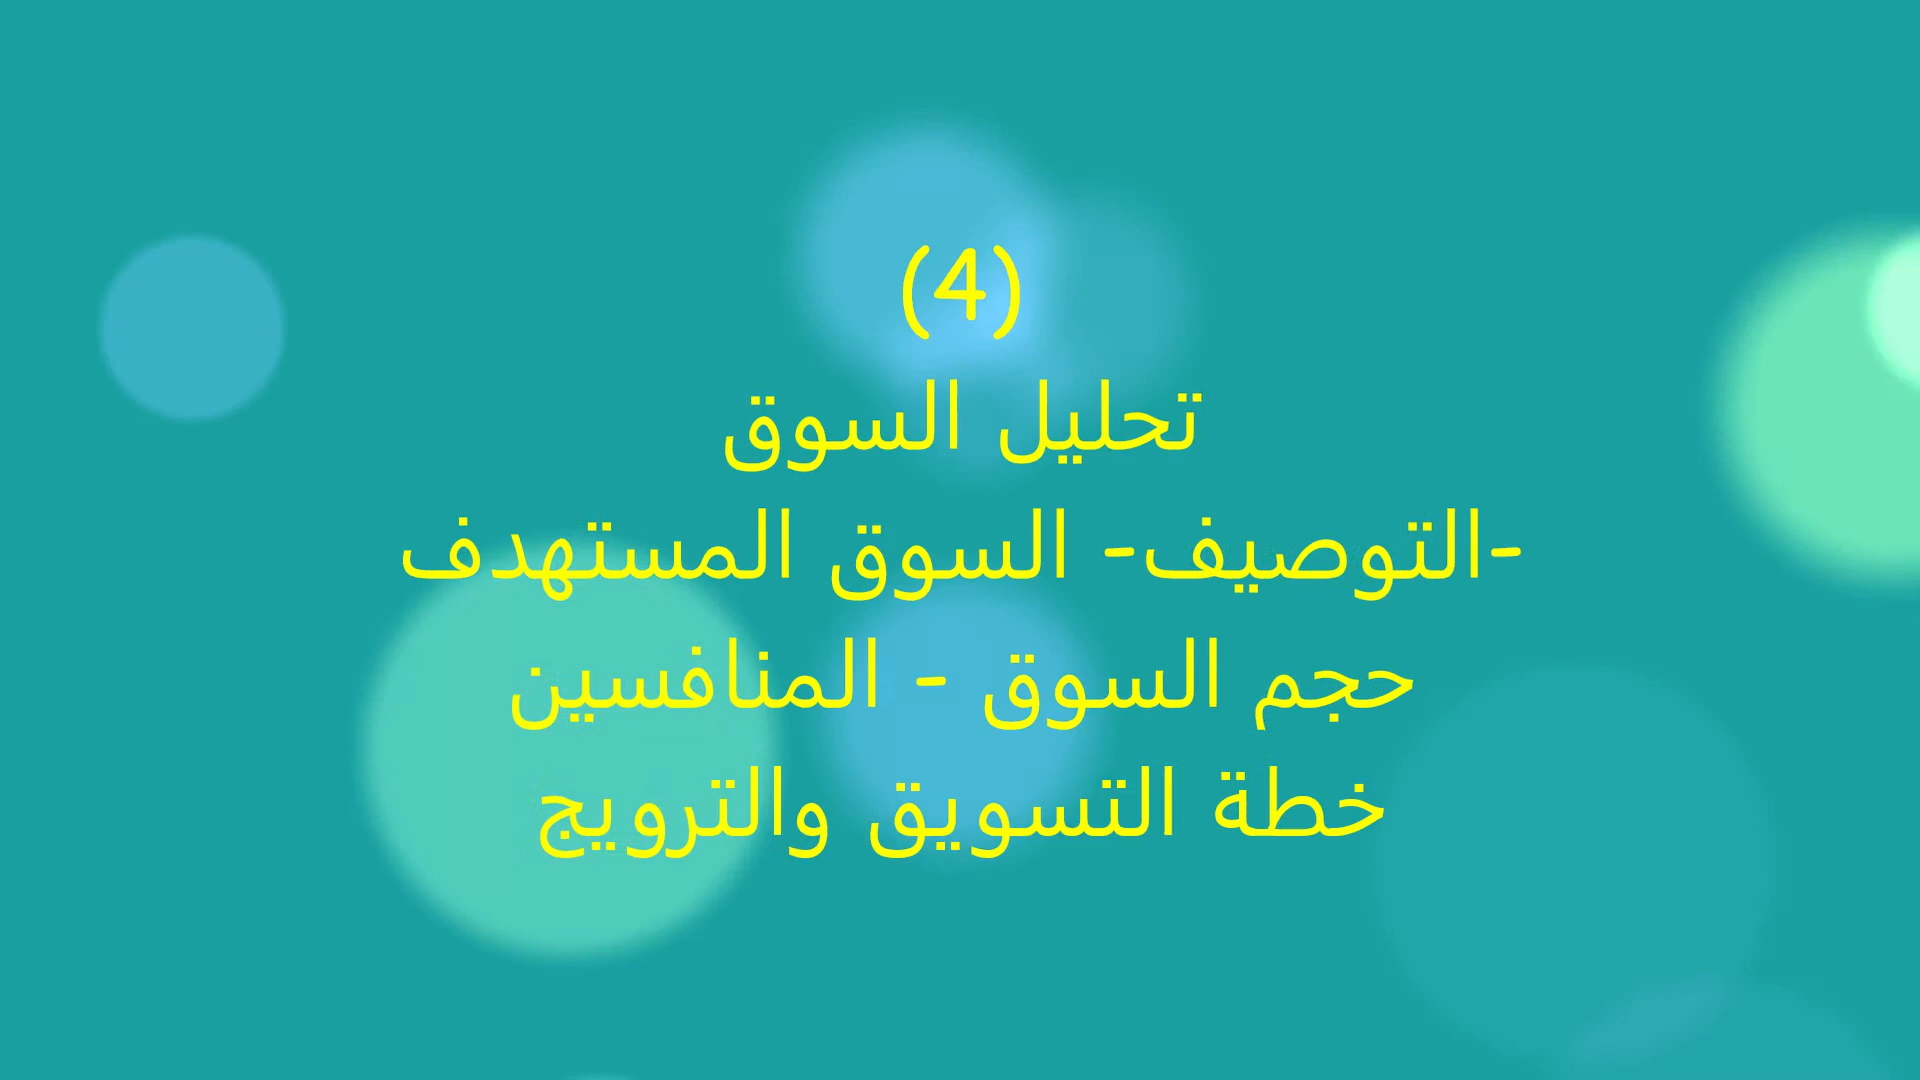 (4)
تحليل السوق
-التوصيف- السوق المستهدف
حجم السوق - المنافسين
خطة التسويق والترويج